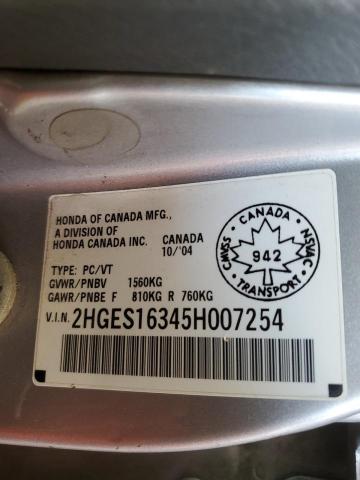 HONDA OF CANADA MFG.,
A DIVISION OF
HONDA CANADA INC. CANADA
10/'04
TYPE: PC/VT
GVWR/PNBV 1560KG
GAWR/PNBE F 810KG R 760KG
V.I.N. 2HGES16345H007254
CANADA
CMVSS
NSVAC
942
TRANSPORT